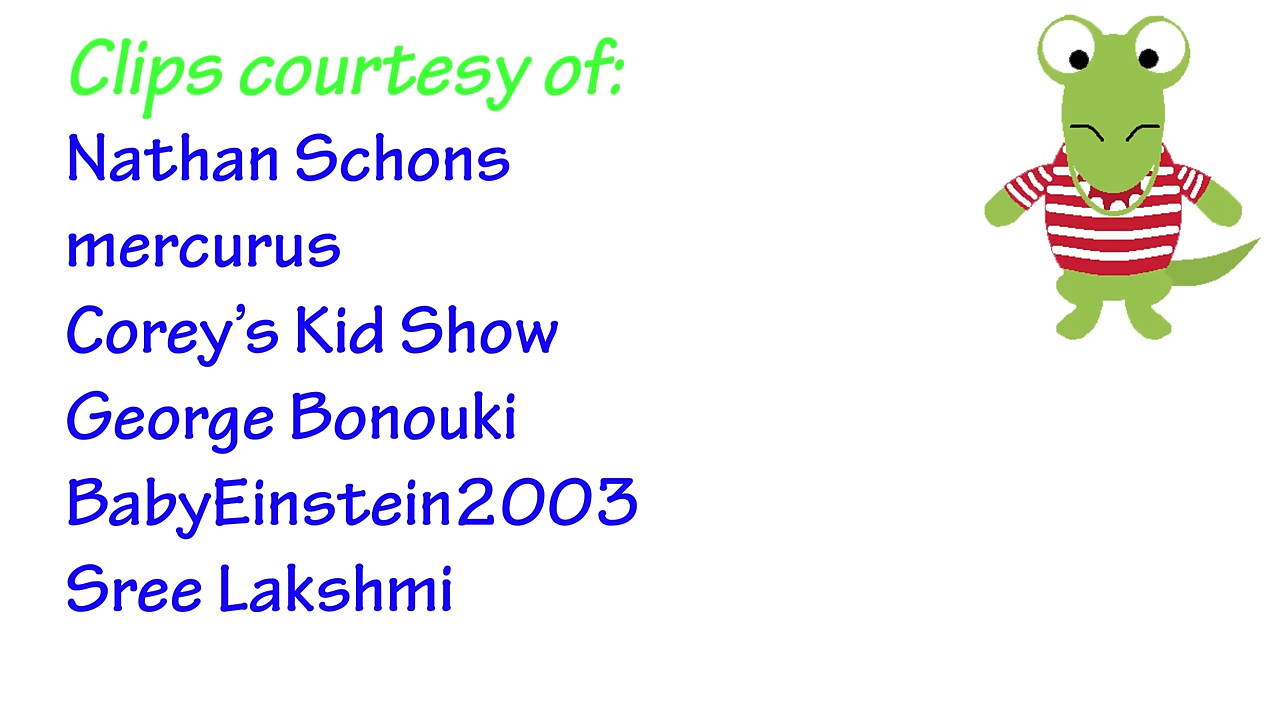 Clips courtesy of:
Nathan Schons
mercurus
Corey’s Kid Show
George Bonouki
BabyEinstein2003
Sree Lakshmi